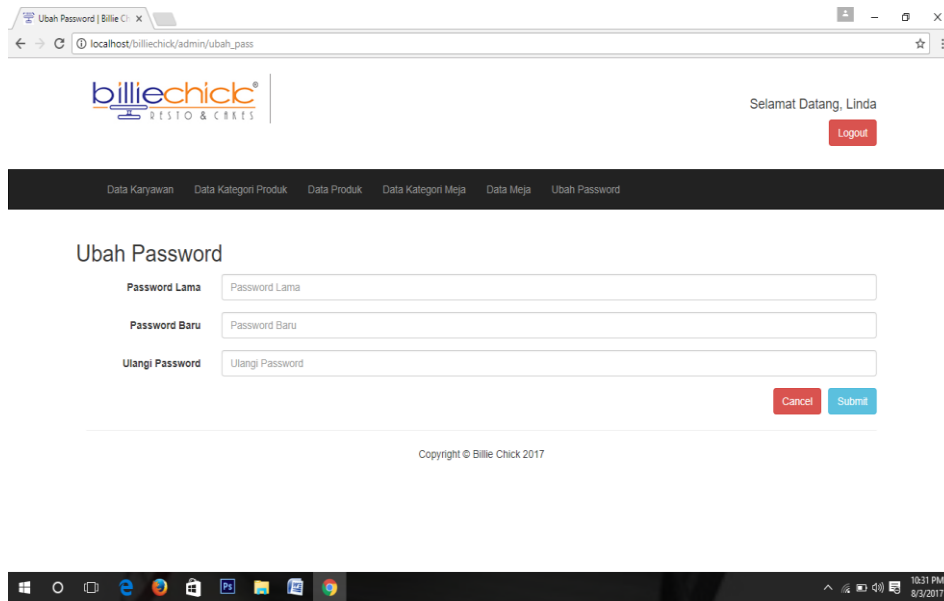 Ubah Password | Billie Ch
localhost/billiechick/admin/ubah_pass
billiechick®
RESTO & CAKES
Selamat Datang, Linda
Logout
Data Karyawan Data Kategori Produk Data Produk Data Kategori Meja Data Meja Ubah Password
Ubah Password
Password Lama Password Lama
Password Baru Password Baru
Ulangi Password Ulangi Password
Cancel Submit
Copyright © Billie Chick 2017
Ps
10:31 PM
8/3/2017